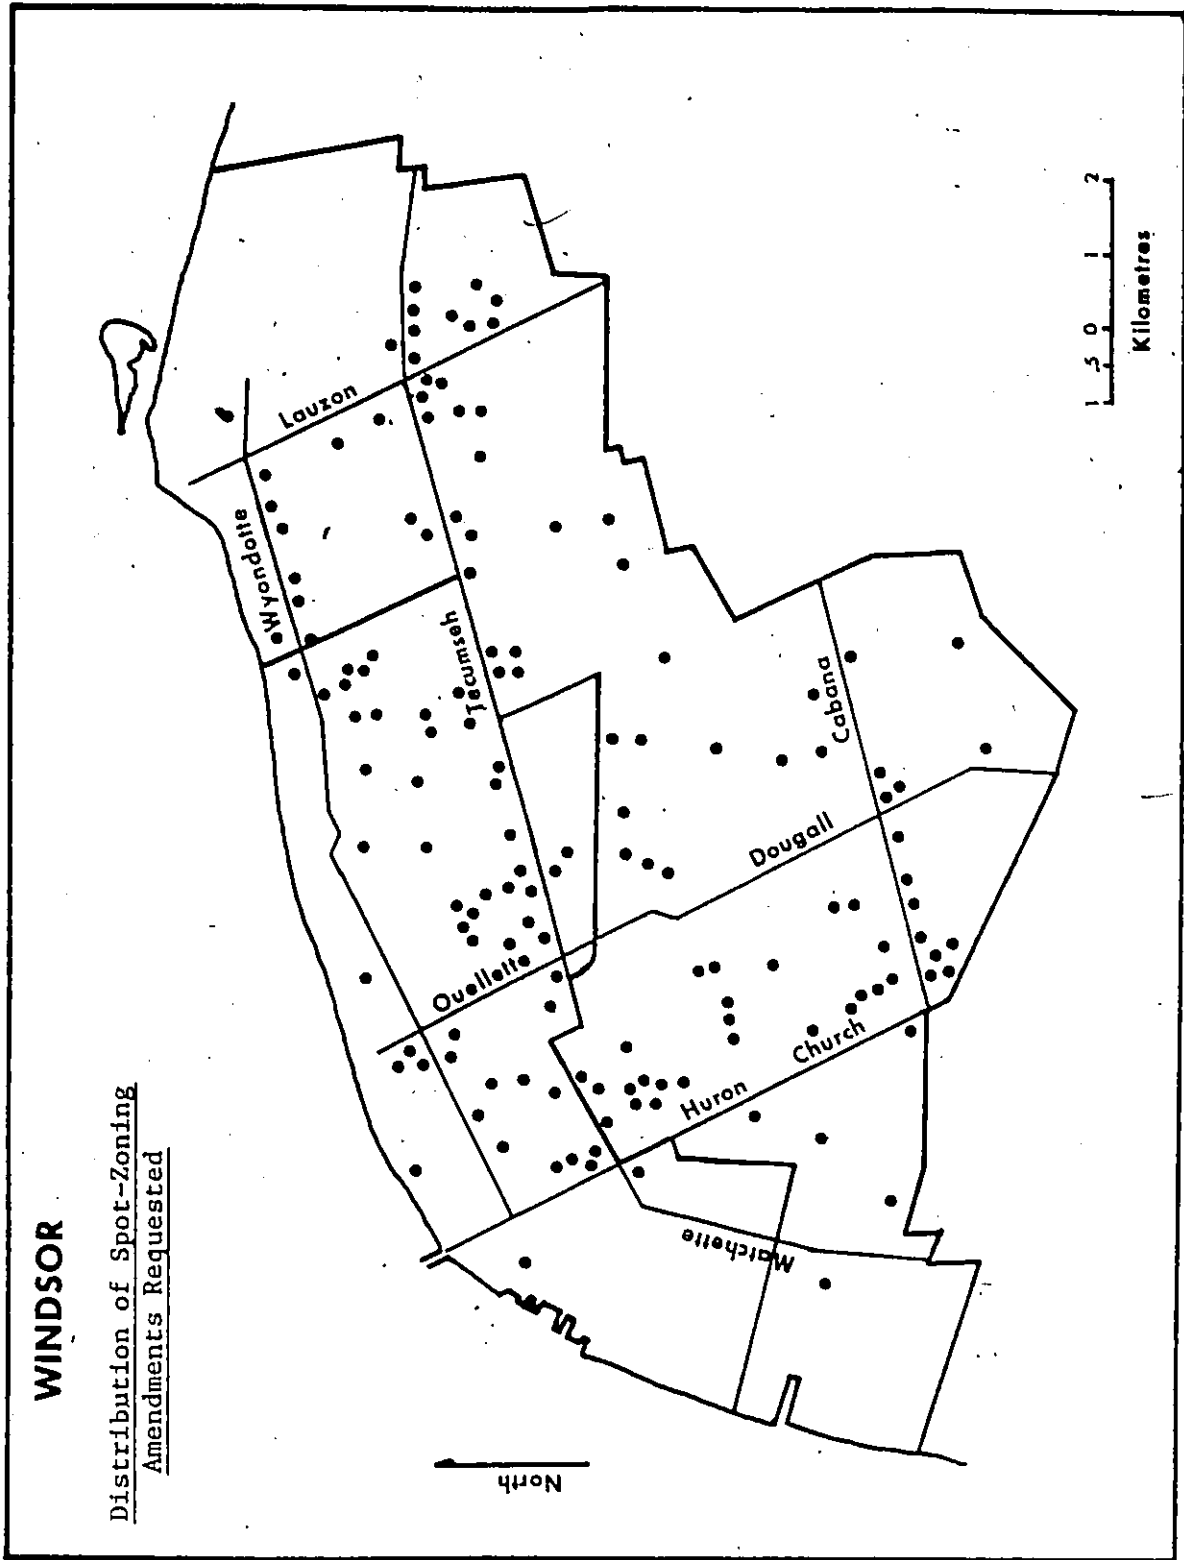 WINDSOR
Distribution of Spot-Zoning
Amendments Requested
North
Wyandotte
Lauzon
Tecumseh
Ouellette
Dougall
Cabana
Huron Church
Matchette
1 .5 0 1 2
Kilometres